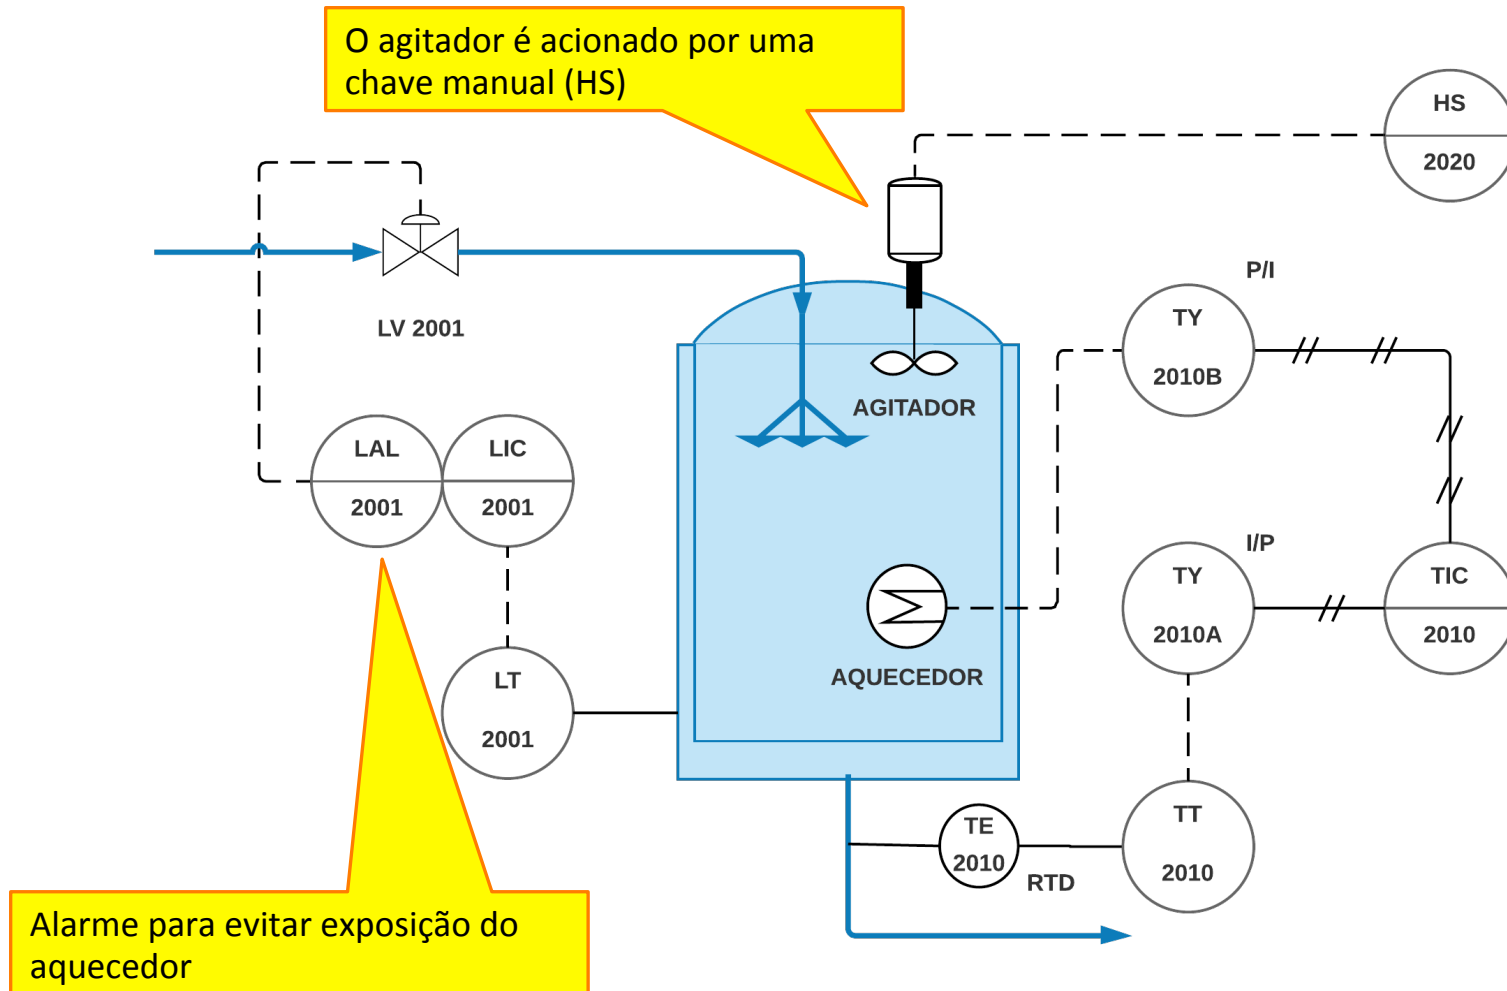 O agitador é acionado por uma
chave manual (HS)
HS
2020
P/I
TY
2010B
LV 2001
AGITADOR
LAL
2001
LIC
2001
I/P
TY
2010A
TIC
2010
AQUECEDOR
LT
2001
TE
2010
RTD
TT
2010
Alarme para evitar exposição do
aquecedor